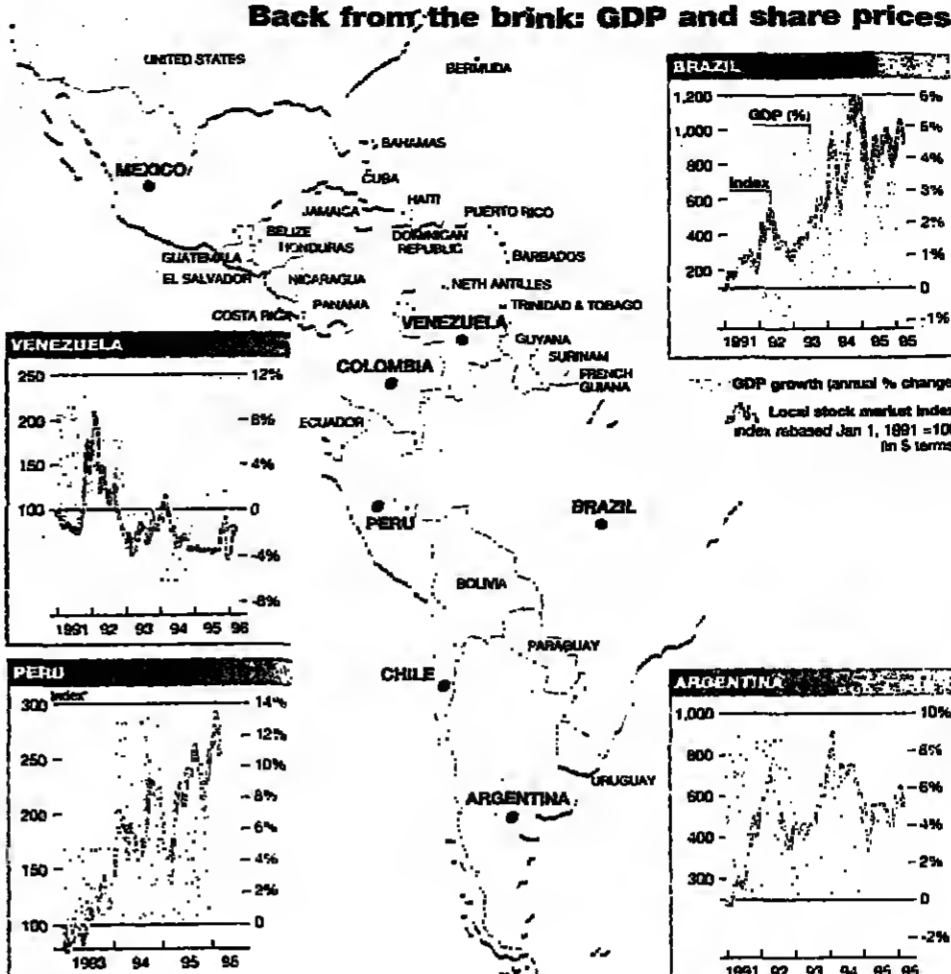 Back from the brink: GDP and share prices
UNITED STATES
BERMUDA
MEXICO
BAHAMAS
CUBA
HAITI
JAMAICA
PUERTO RICO
BELIZE
DOMINICAN
REPUBLIC
HONDURAS
GUATEMALA
BARBADOS
EL SALVADOR
NICARAGUA
NETH ANTILLES
PANAMA
TRINIDAD & TOBAGO
COSTA RICA
VENEZUELA
GUYANA
COLOMBIA
SURINAM
FRENCH
GUIANA
ECUADOR
PERU
BRAZIL
BOLIVIA
PARAGUAY
CHILE
URUGUAY
ARGENTINA
BRAZIL
1,200
1,000
800
600
400
200
GDP (%)
Index
6%
5%
4%
3%
2%
1%
0
-1%
1991 92 93 94 95 95
GDP growth (annual % change
Local stock market index
index rebased Jan 1, 1991 =100
(in $ terms
VENEZUELA
250
200
150
100
12%
8%
4%
0
-4%
-8%
1991 92 93 94 95 96
PERU
Index*
300
250
200
150
100
14%
12%
10%
8%
6%
4%
2%
0
1993 94 95 96
ARGENTINA
1,000
800
600
400
300
10%
8%
6%
4%
2%
0
-2%
1991 92 93 94 95 95